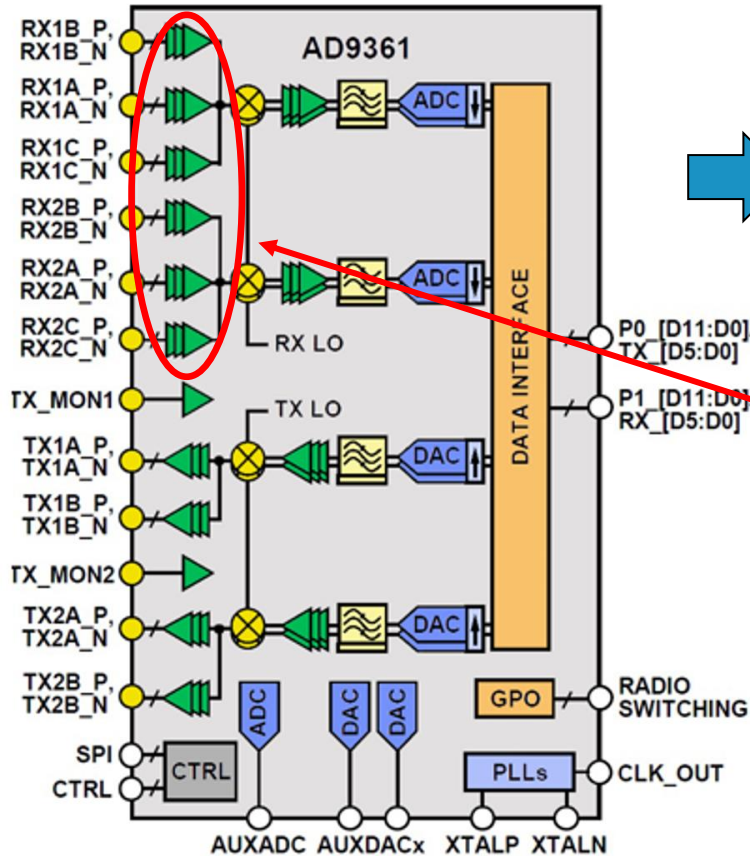 AD9361
RX1B_P,
RX1B_N
RX1A_P,
RX1A_N
RX1C_P,
RX1C_N
RX2B_P,
RX2B_N
RX2A_P,
RX2A_N
RX2C_P,
RX2C_N
TX_MON1
TX1A_P,
TX1A_N
TX1B_P,
TX1B_N
TX_MON2
TX2A_P,
TX2A_N
TX2B_P,
TX2B_N
SPI
CTRL
CTRL
ADC
ADC
RX LO
TX LO
DAC
DAC
DATA INTERFACE
P0_[D11:D0]
TX_[D5:D0]
P1_[D11:D0]
RX_[D5:D0]
ADC
DAC
DAC
GPO
RADIO
SWITCHING
PLLs
CLK_OUT
AUXADC
AUXDACx
XTALP
XTALN